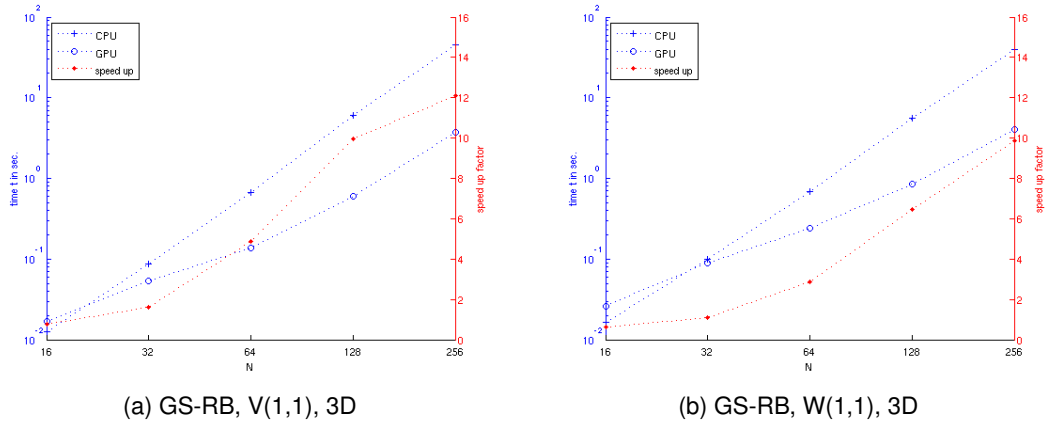 10^2
10^1
10^0
10^-1
10^-2
time t in sec.
CPU
GPU
speed up
16
14
12
10
8
6
4
2
0
speed up factor
16 32 64 128 256
N
(a) GS-RB, V(1,1), 3D
10^2
10^1
10^0
10^-1
10^-2
time t in sec.
CPU
GPU
speed up
16
14
12
10
8
6
4
2
0
speed up factor
16 32 64 128 256
N
(b) GS-RB, W(1,1), 3D